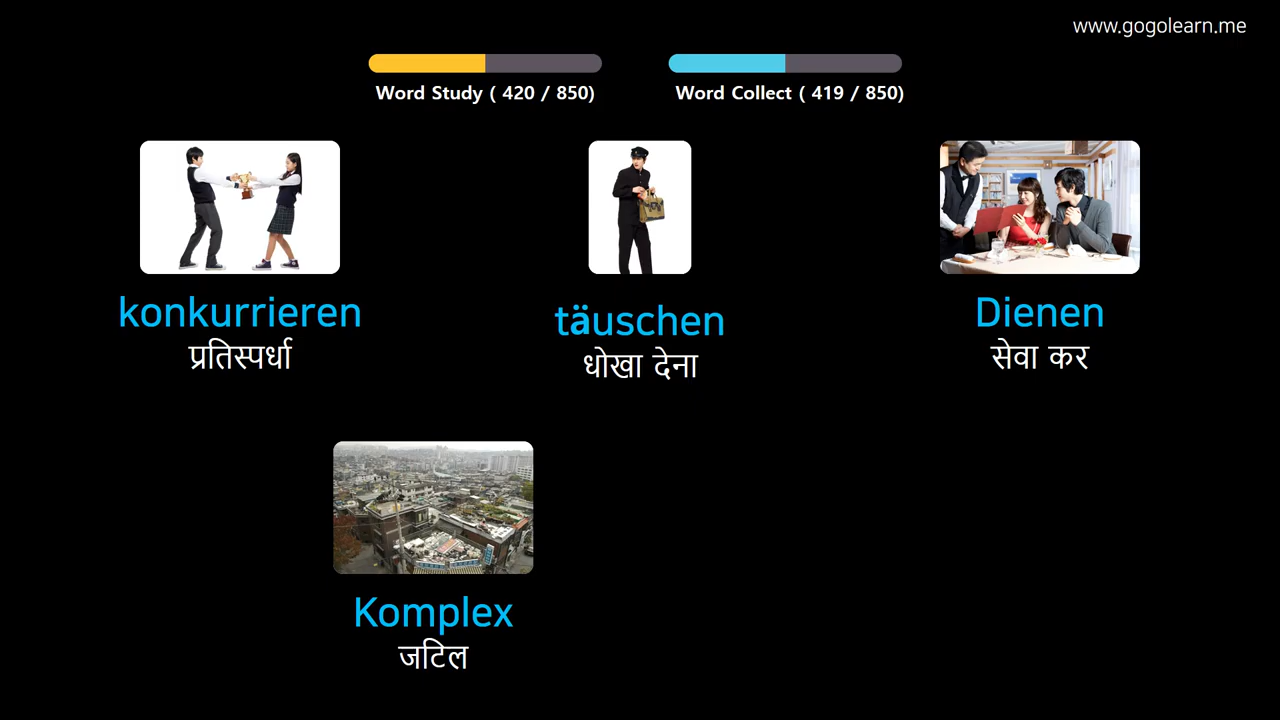 www.gogolearn.me
Word Study ( 420 / 850)
Word Collect ( 419 / 850)
konkurrieren
प्रतिस्पर्धा
täuschen
धोखा देना
Dienen
सेवा कर
Komplex
जटिल